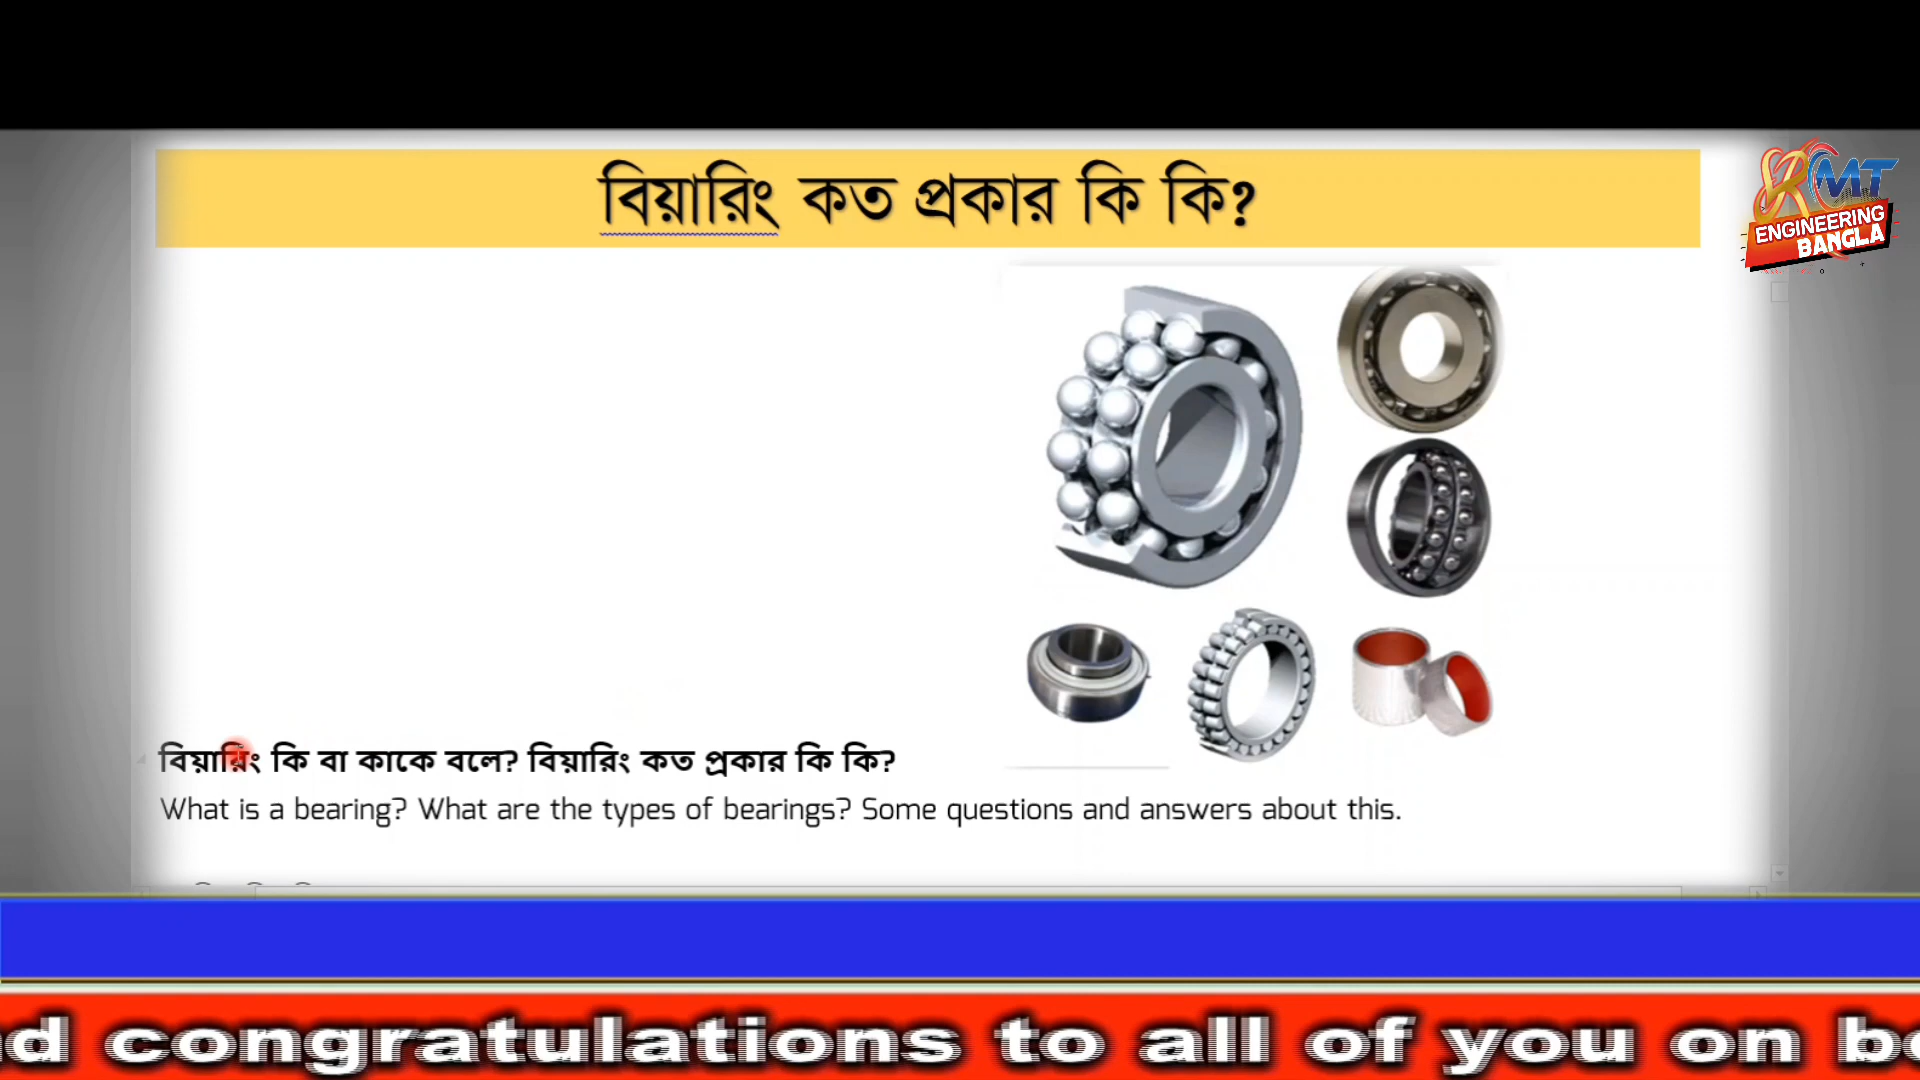 বিয়ারিং কত প্রকার কি কি?
RMT
ENGINEERING
BANGLA
বিয়ারিং কি বা কাকে বলে? বিয়ারিং কত প্রকার কি কি?
What is a bearing? What are the types of bearings? Some questions and answers about this.
congratulations to all of you on